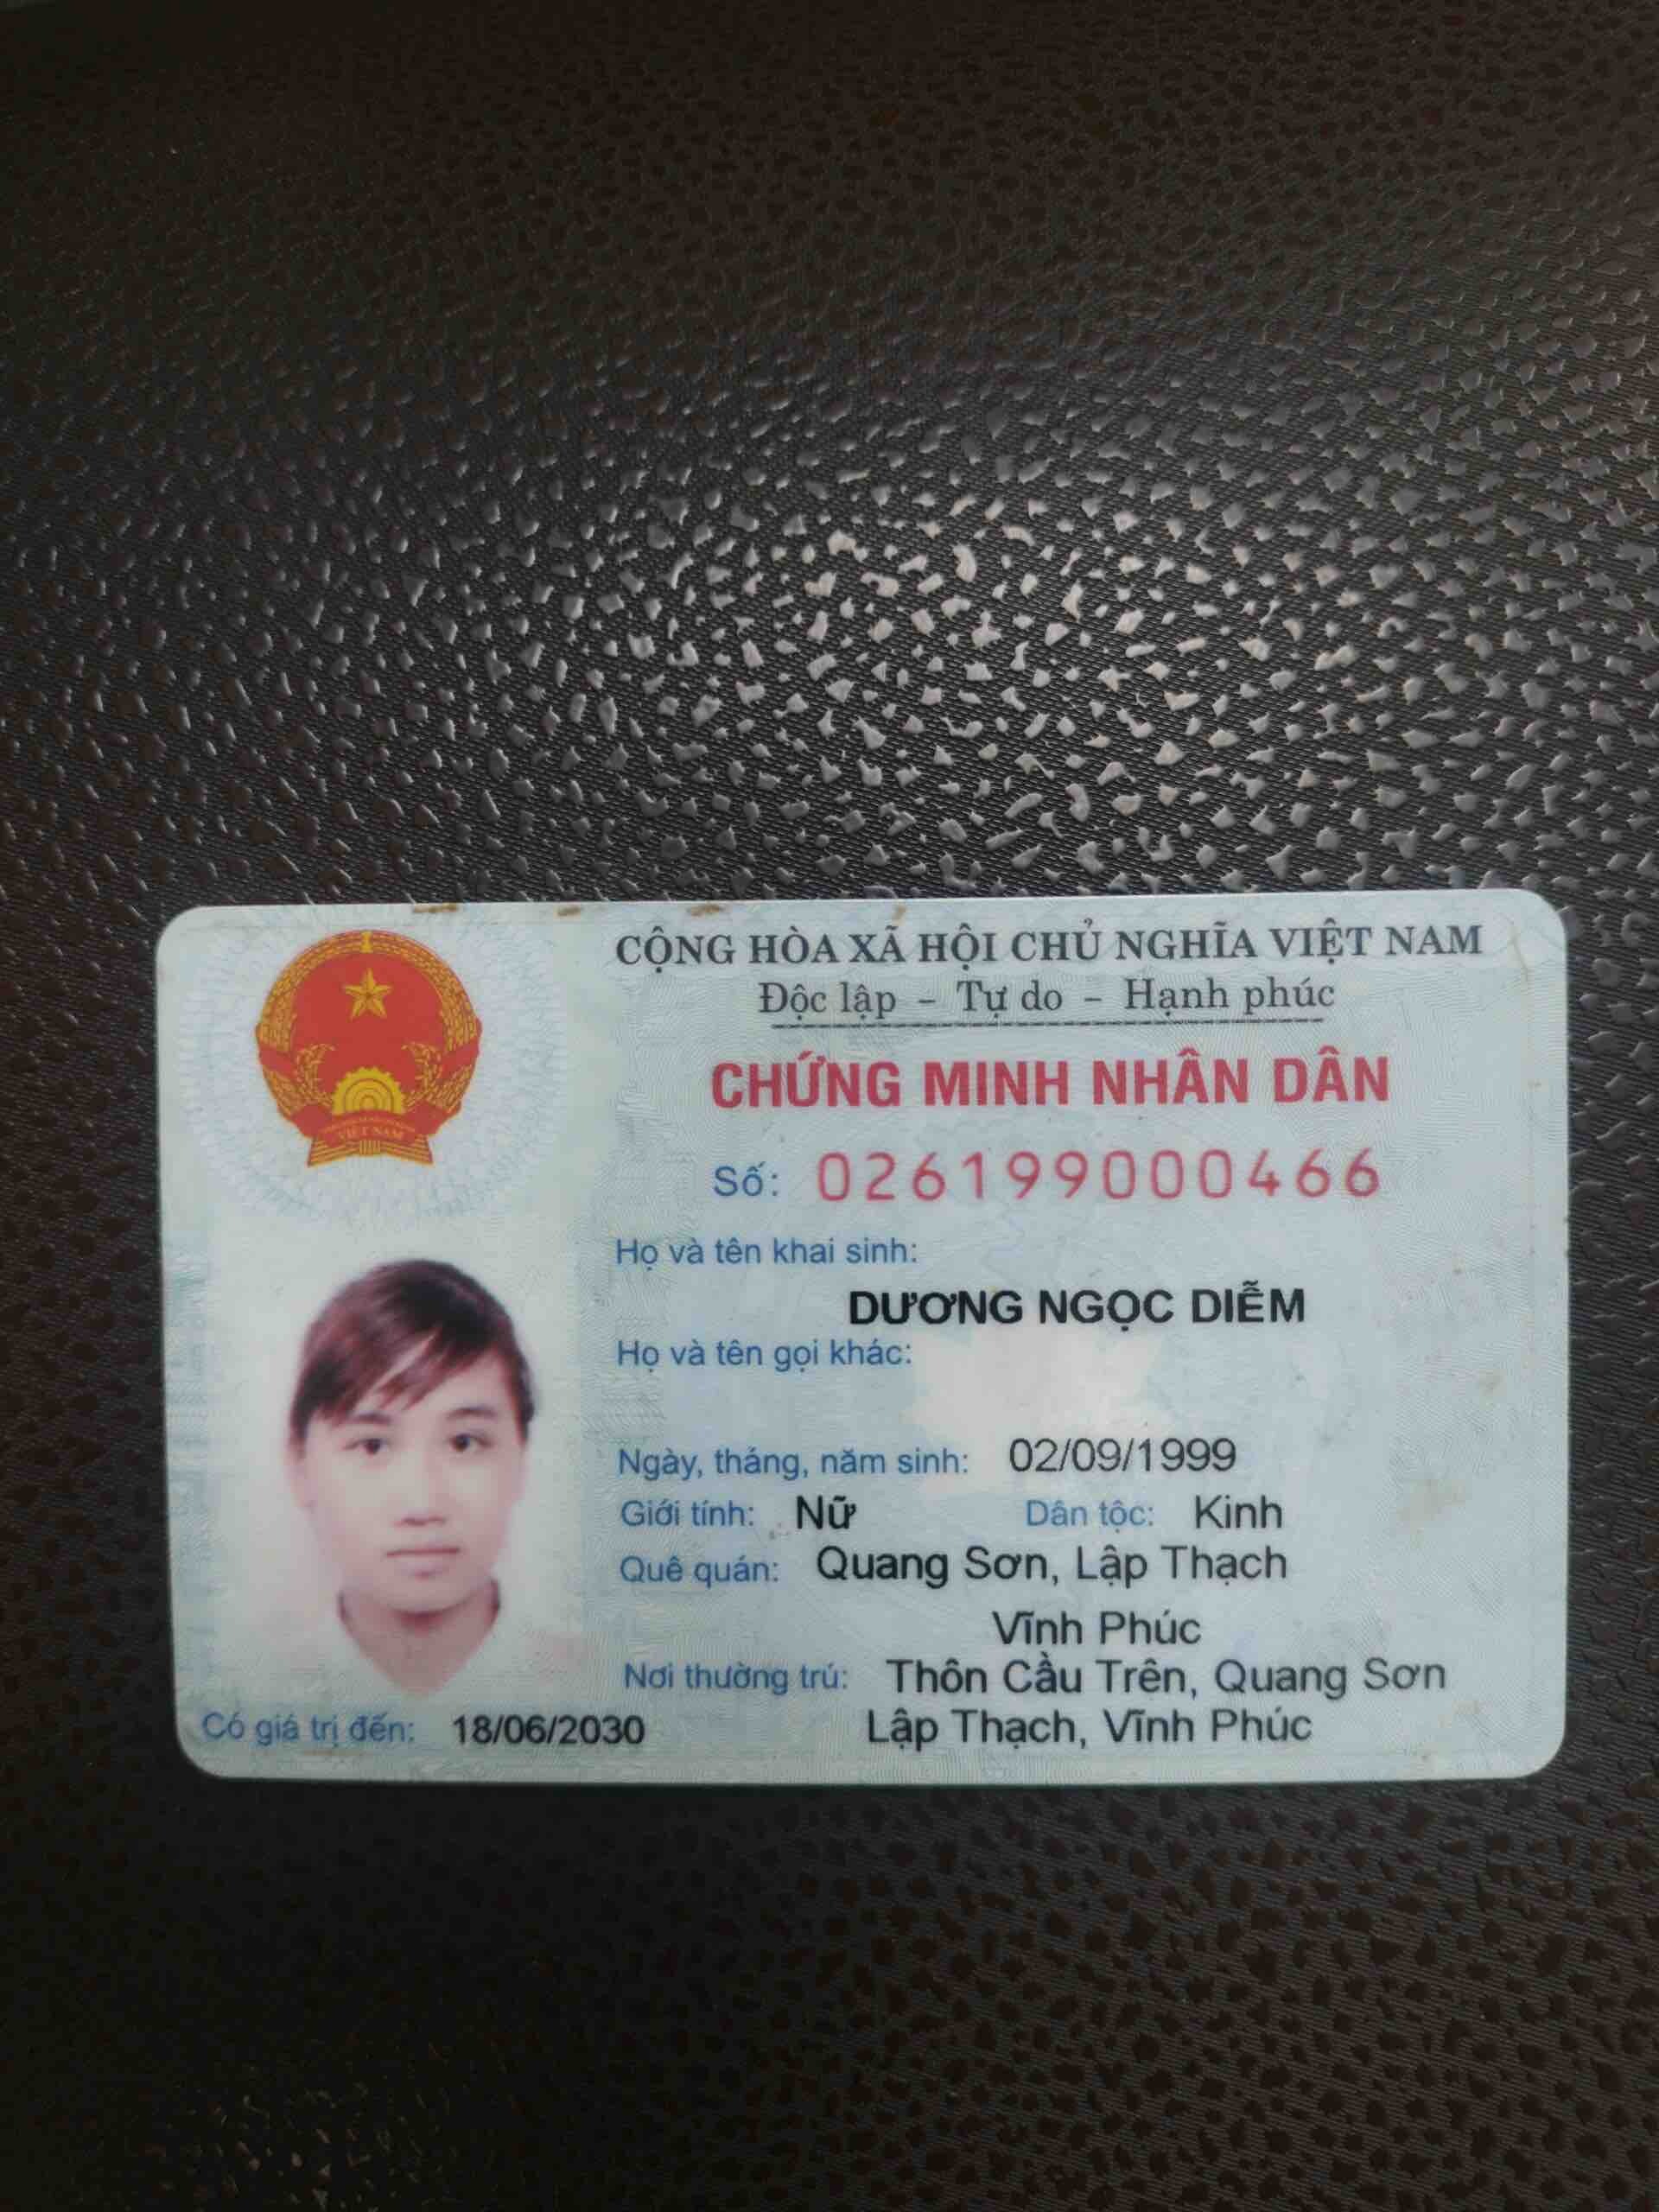 CỘNG HÒA XÃ HỘI CHỦ NGHĨA VIỆT NAM
Độc lập – Tự do – Hạnh phúc
CHỨNG MINH NHÂN DÂN
Số: 026199000466
Họ và tên khai sinh:
DƯƠNG NGỌC DIỄM
Họ và tên gọi khác:
Ngày, tháng, năm sinh: 02/09/1999
Giới tính: Nữ Dân tộc: Kinh
Quê quán: Quang Sơn, Lập Thạch
Vĩnh Phúc
Nơi thường trú: Thôn Cầu Trên, Quang Sơn
Lập Thạch, Vĩnh Phúc
Có giá trị đến: 18/06/2030
VIỆT NAM